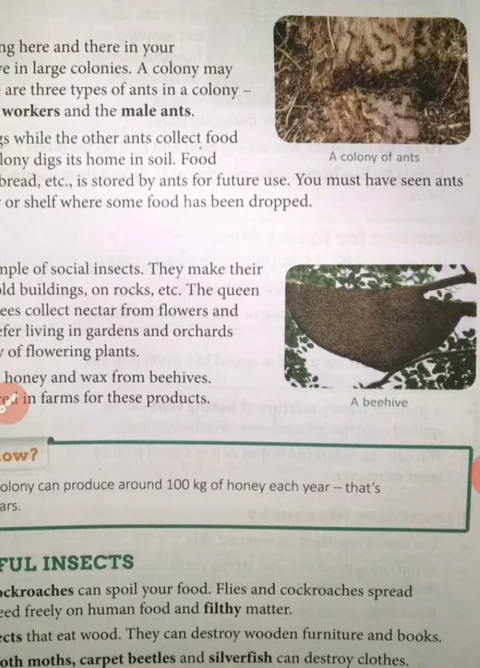 ng here and there in your
e in large colonies. A colony may
are three types of ants in a colony –
workers and the male ants.
gs while the other ants collect food
lony digs its home in soil. Food
bread, etc., is stored by ants for future use. You must have seen ants
or shelf where some food has been dropped.
A colony of ants
mple of social insects. They make their
ld buildings, on rocks, etc. The queen
ees collect nectar from flowers and
efer living in gardens and orchards
y of flowering plants.
honey and wax from beehives.
in farms for these products.
A beehive
ow?
olony can produce around 100 kg of honey each year – that's
ars.
FUL INSECTS
ockroaches can spoil your food. Flies and cockroaches spread
eed freely on human food and filthy matter.
ects that eat wood. They can destroy wooden furniture and books.
oth moths, carpet beetles and silverfish can destroy clothes.